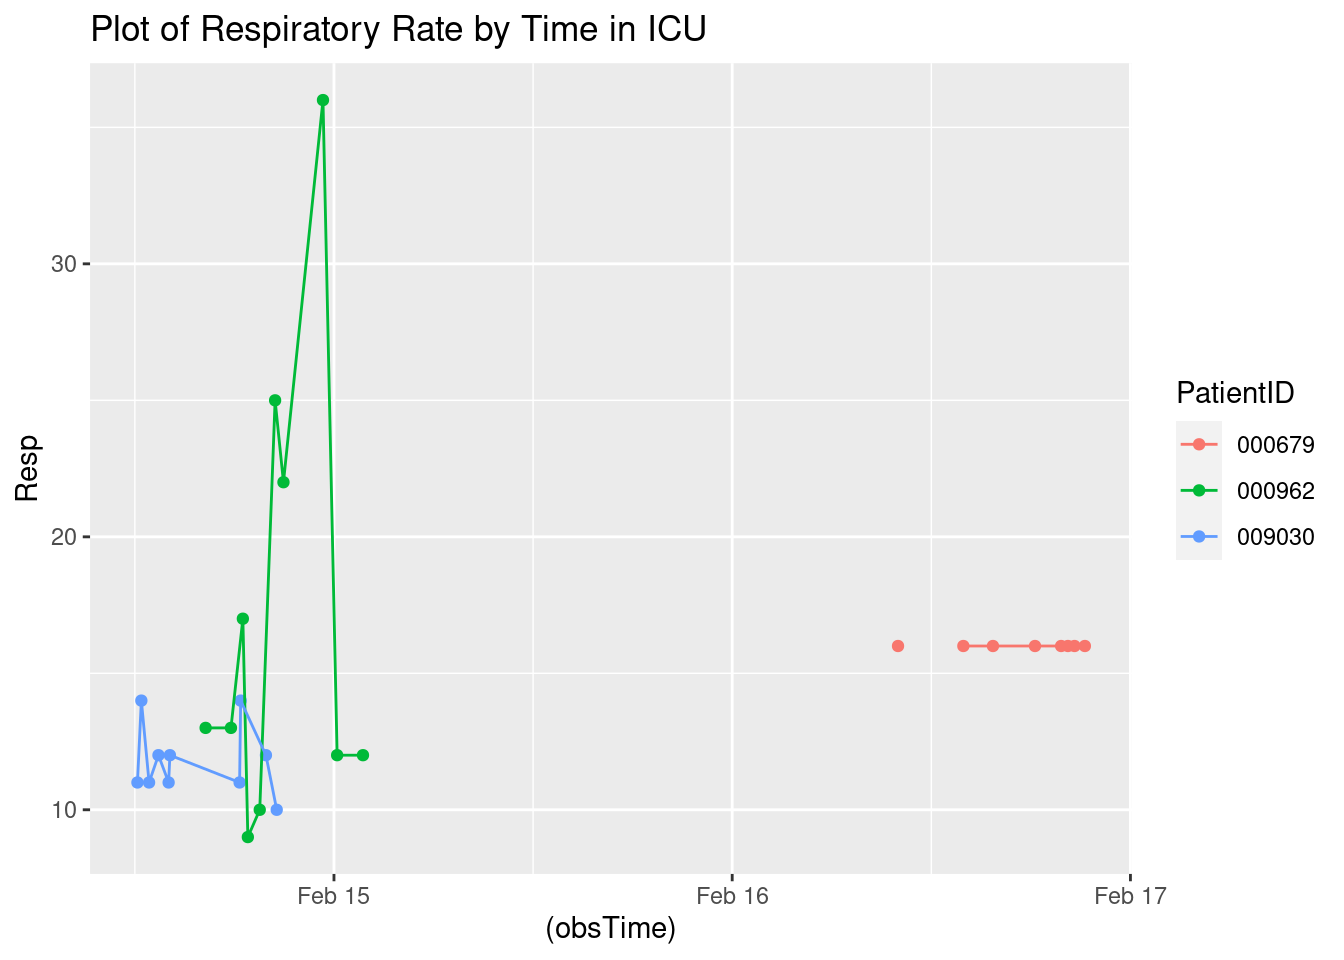 Plot of Respiratory Rate by Time in ICU
30
20
10
Resp
Feb 15
Feb 16
Feb 17
(obsTime)
PatientID
000679
000962
009030